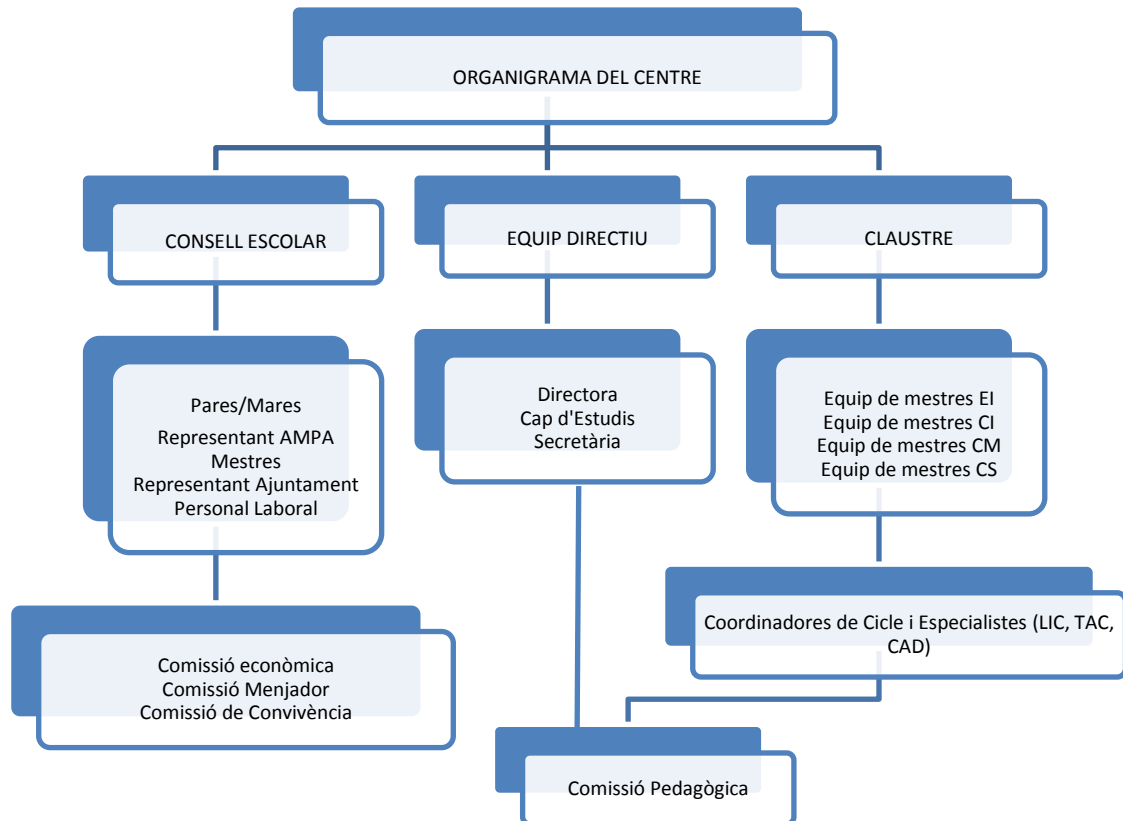 ORGANIGRAMA DEL CENTRE
CONSELL ESCOLAR
EQUIP DIRECTIU
CLAUSTRE
Pares/Mares
Representant AMPA
Mestres
Representant Ajuntament
Personal Laboral
Directora
Cap d'Estudis
Secretària
Equip de mestres EI
Equip de mestres CI
Equip de mestres CM
Equip de mestres CS
Comissió econòmica
Comissió Menjador
Comissió de Convivència
Coordinadores de Cicle i Especialistes (LIC, TAC,
CAD)
Comissió Pedagògica